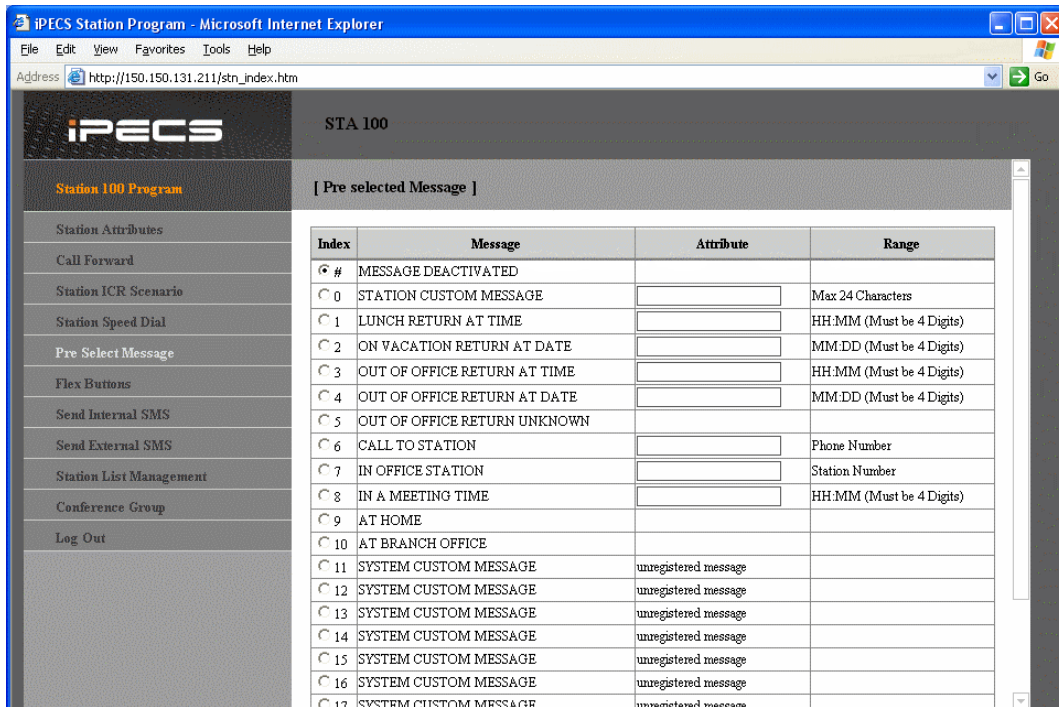 iPECS Station Program - Microsoft Internet Explorer
File Edit View Favorites Tools Help
Address http://150.150.131.211/stn_index.htm Go
iPECS
STA 100
Station 100 Program
[ Pre selected Message ]
Station Attributes
Call Forward
Station ICR Scenario
Station Speed Dial
Pre Select Message
Flex Buttons
Send Internal SMS
Send External SMS
Station List Management
Conference Group
Log Out
Index Message Attribute Range
# MESSAGE DEACTIVATED
0 STATION CUSTOM MESSAGE Max 24 Characters
1 LUNCH RETURN AT TIME HH:MM (Must be 4 Digits)
2 ON VACATION RETURN AT DATE MM:DD (Must be 4 Digits)
3 OUT OF OFFICE RETURN AT TIME HH:MM (Must be 4 Digits)
4 OUT OF OFFICE RETURN AT DATE MM:DD (Must be 4 Digits)
5 OUT OF OFFICE RETURN UNKNOWN
6 CALL TO STATION Phone Number
7 IN OFFICE STATION Station Number
8 IN A MEETING TIME HH:MM (Must be 4 Digits)
9 AT HOME
10 AT BRANCH OFFICE
11 SYSTEM CUSTOM MESSAGE unregistered message
12 SYSTEM CUSTOM MESSAGE unregistered message
13 SYSTEM CUSTOM MESSAGE unregistered message
14 SYSTEM CUSTOM MESSAGE unregistered message
15 SYSTEM CUSTOM MESSAGE unregistered message
16 SYSTEM CUSTOM MESSAGE unregistered message
17 SYSTEM CUSTOM MESSAGE unregistered message